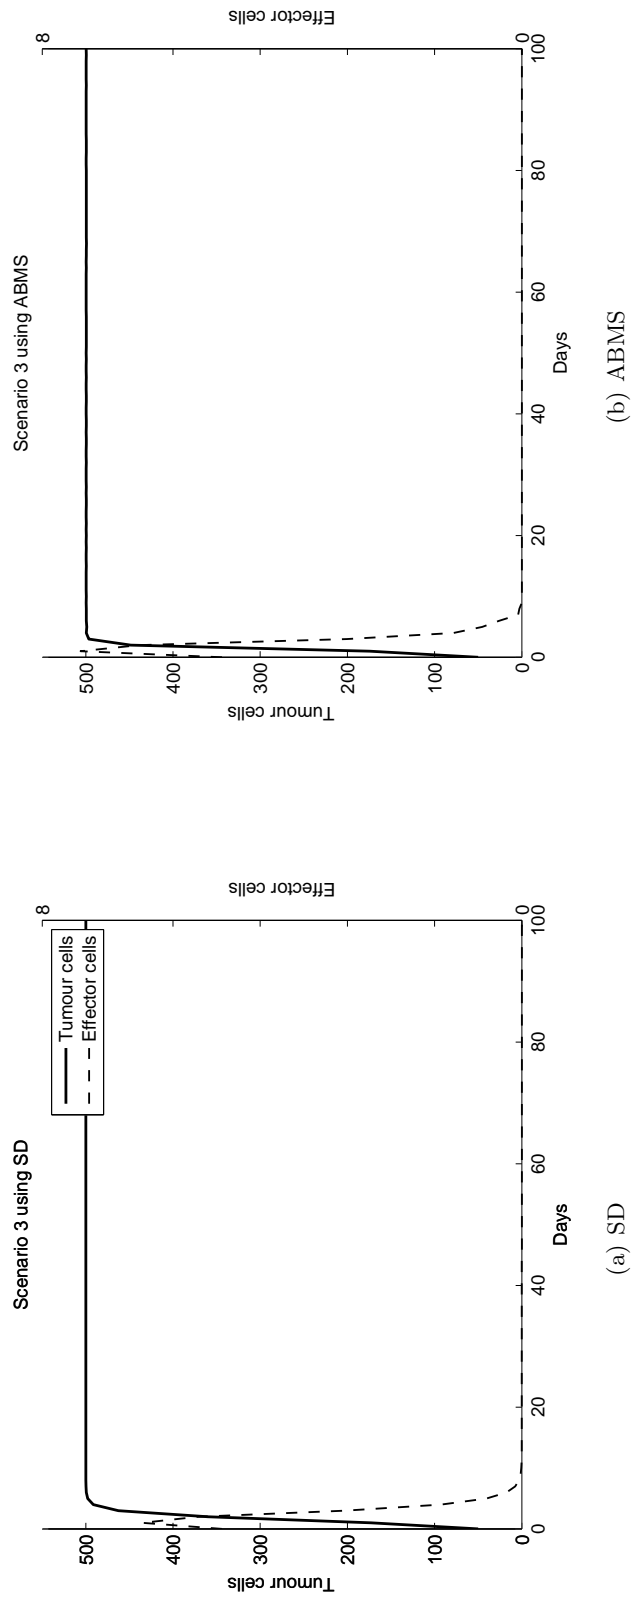 Scenario 3 using SD
Tumour cells
Effector cells
500
400
300
200
100
0
Tumour cells
8
0
Effector cells
0
20
40
60
80
100
Days
(a) SD
Scenario 3 using ABMS
500
400
300
200
100
0
Tumour cells
8
0
Effector cells
0
20
40
60
80
100
Days
(b) ABMS